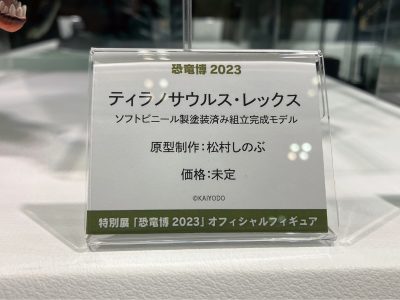 恐竜博 2023
ティラノサウルス・レックス
ソフトビニール製塗装済み組立完成モデル
原型制作：松村しのぶ
価格：未定
©KAIYODO
特別展「恐竜博 2023」オフィシャルフィギュア